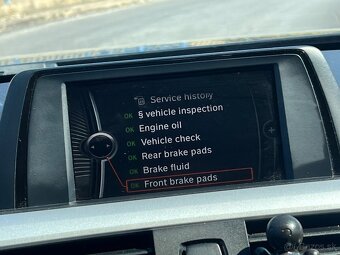 Service history
OK § vehicle inspection
OK Engine oil
OK Vehicle check
OK Rear brake pads
OK Brake fluid
OK Front brake pads